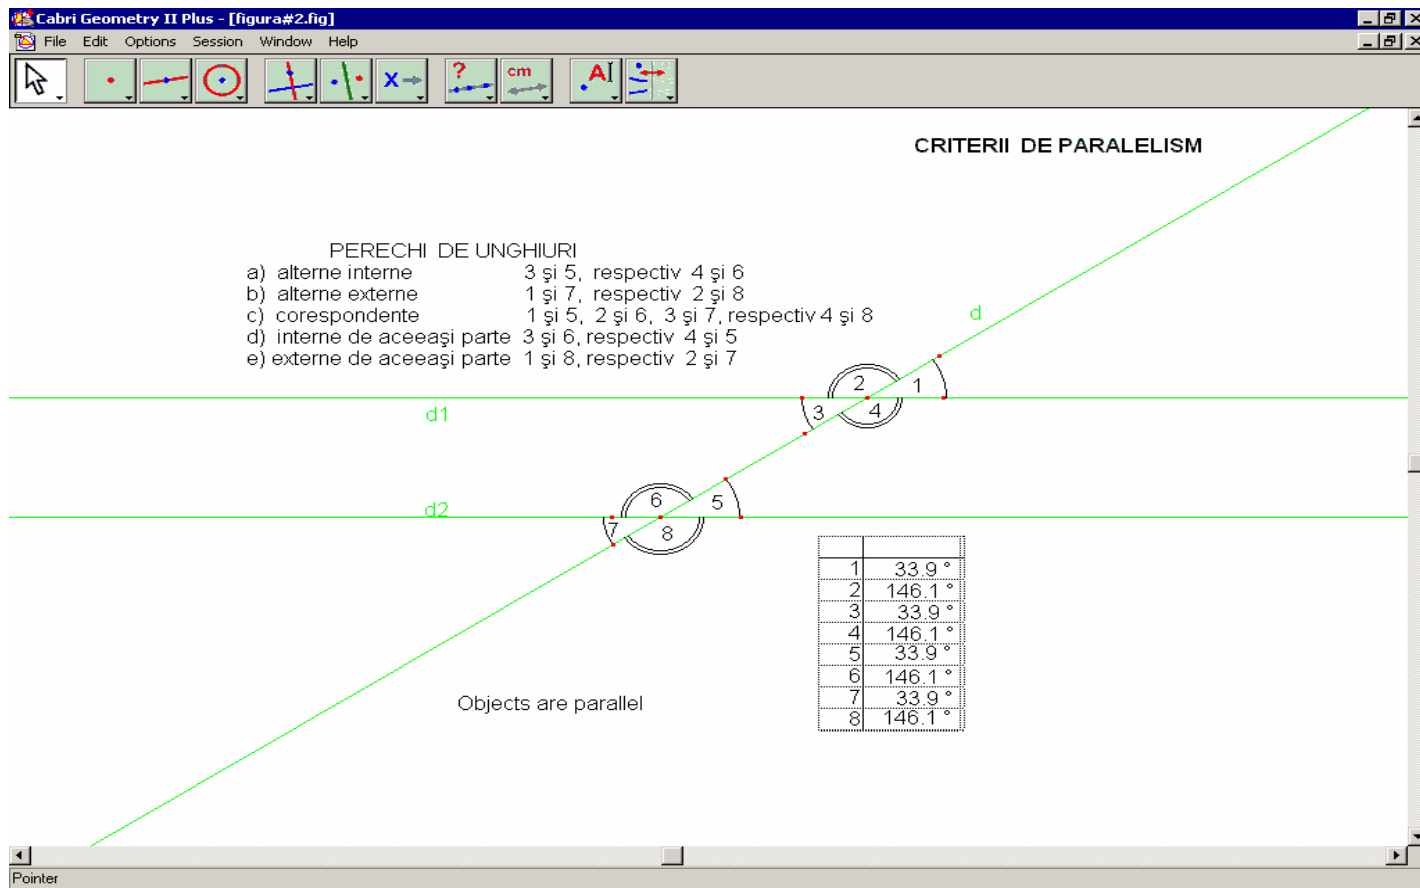 Cabri Geometry II Plus - [figura#2.fig]
File Edit Options Session Window Help
? cm A
CRITERII DE PARALELISM
PERECHI DE UNGHIURI
a) alterne interne 3 şi 5, respectiv 4 şi 6
b) alterne externe 1 şi 7, respectiv 2 şi 8
c) corespondente 1 şi 5, 2 şi 6, 3 şi 7, respectiv 4 şi 8
d) interne de aceeaşi parte 3 şi 6, respectiv 4 şi 5
e) externe de aceeaşi parte 1 şi 8, respectiv 2 şi 7
d
2 1
3 4
d1
6 5
d2
7 8
1 33.9 °
2 146.1 °
3 33.9 °
4 146.1 °
5 33.9 °
6 146.1 °
7 33.9 °
8 146.1 °
Objects are parallel
Pointer